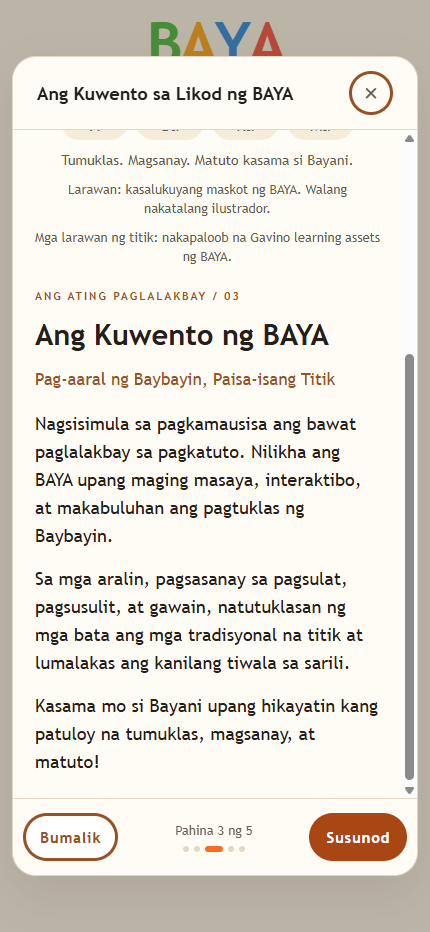 BAYA
Ang Kuwento sa Likod ng BAYA
Tumuklas. Magsanay. Matuto kasama si Bayani.
Larawan: kasalukuyang maskot ng BAYA. Walang
nakatalang ilustrador.
Mga larawan ng titik: nakapaloob na Gavino learning assets
ng BAYA.
ANG ATING PAGLALAKBAY / 03
Ang Kuwento ng BAYA
Pag-aaral ng Baybayin, Paisa-isang Titik
Nagsisimula sa pagkamausisa ang bawat
paglalakbay sa pagkatuto. Nilikha ang
BAYA upang maging masaya, interaktibo,
at makabuluhan ang pagtuklas ng
Baybayin.
Sa mga aralin, pagsasanay sa pagsulat,
pagsusulit, at gawain, natutuklasan ng
mga bata ang mga tradisyonal na titik at
lumalakas ang kanilang tiwala sa sarili.
Kasama mo si Bayani upang hikayatin kang
patuloy na tumuklas, magsanay, at
matuto!
Bumalik
Pahina 3 ng 5
Susunod